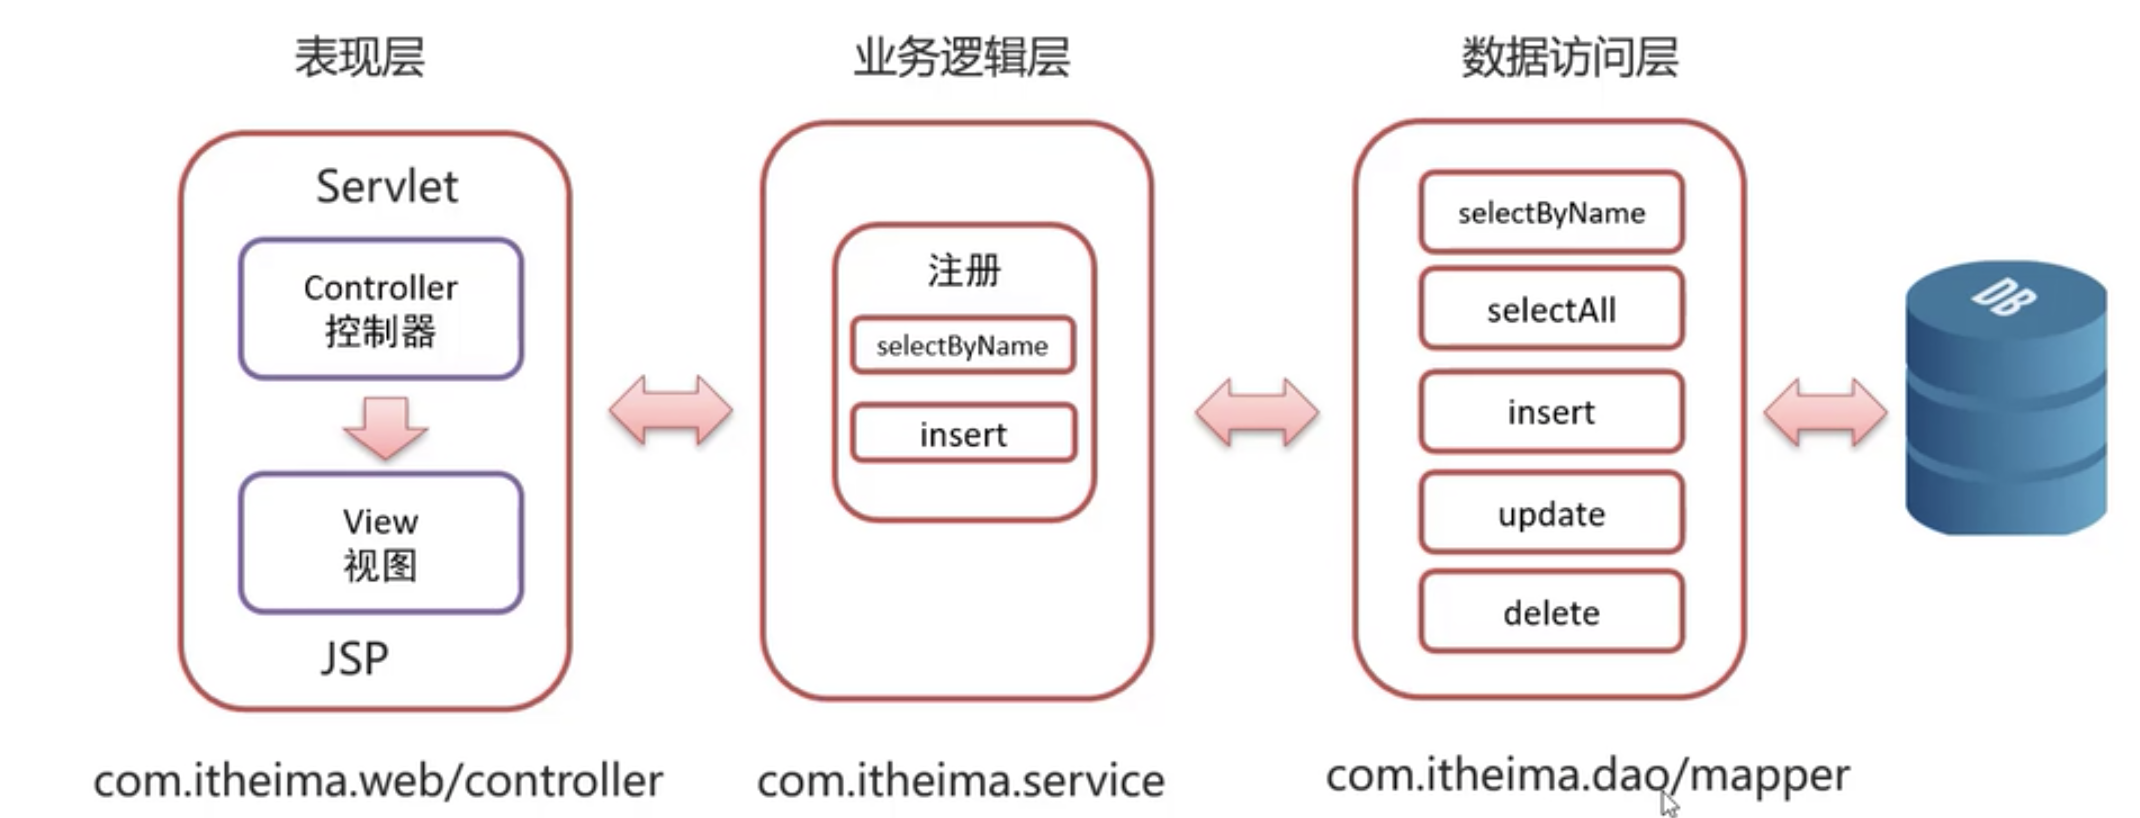 表现层
Servlet
Controller
控制器
View
视图
JSP
com.itheima.web/controller
业务逻辑层
注册
selectByName
insert
com.itheima.service
数据访问层
selectByName
selectAll
insert
update
delete
com.itheima.dao/mapper
DB